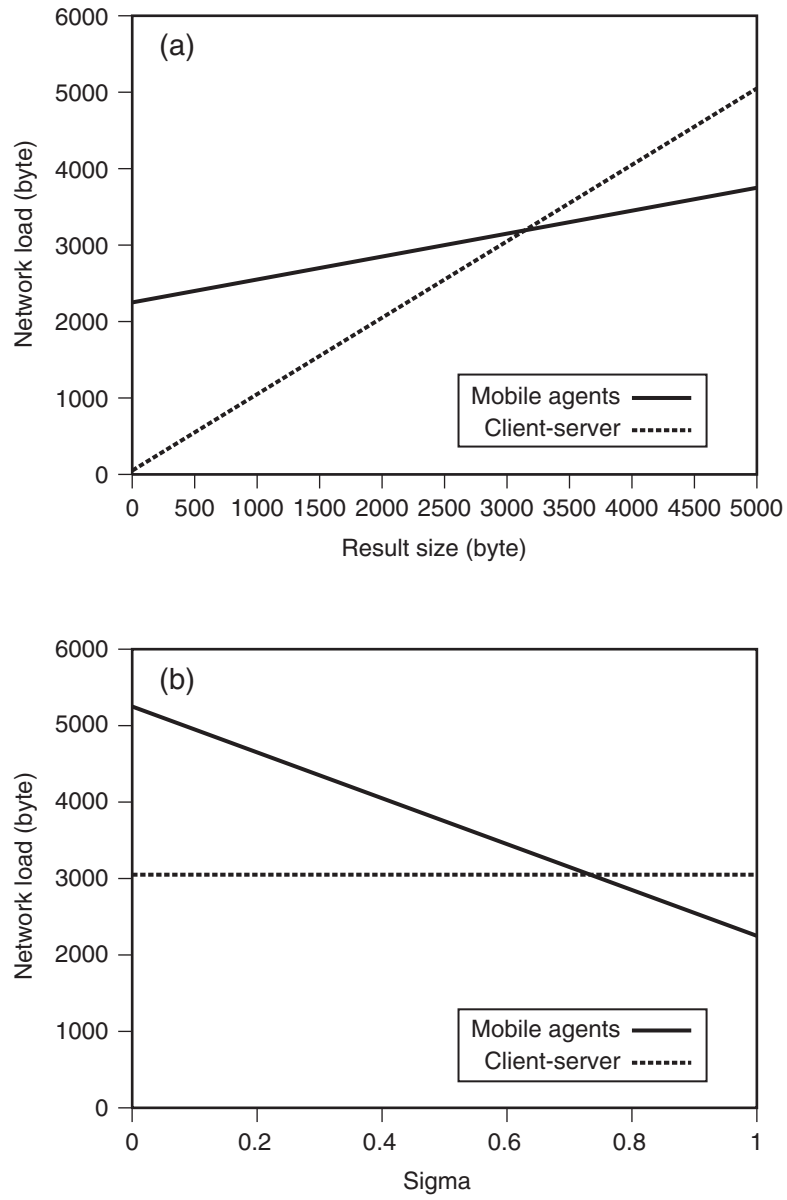 (a)
Network load (byte)
6000
5000
4000
3000
2000
1000
0
Mobile agents
Client-server
0 500 1000 1500 2000 2500 3000 3500 4000 4500 5000
Result size (byte)
(b)
Network load (byte)
6000
5000
4000
3000
2000
1000
0
Mobile agents
Client-server
0 0.2 0.4 0.6 0.8 1
Sigma